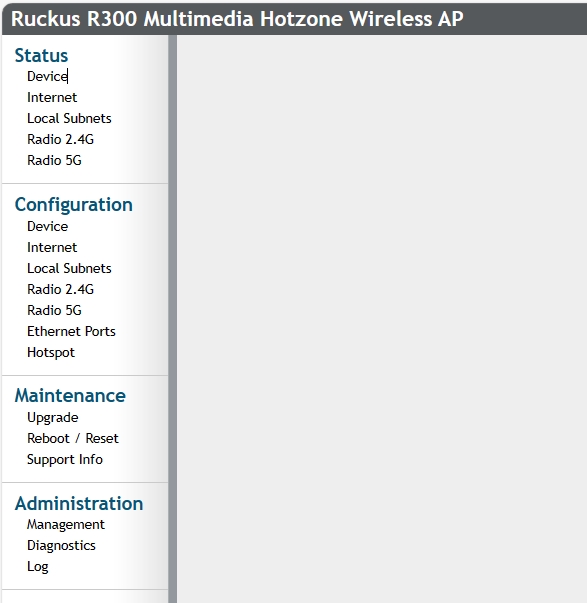 Ruckus R300 Multimedia Hotzone Wireless AP
Status
Device
Internet
Local Subnets
Radio 2.4G
Radio 5G
Configuration
Device
Internet
Local Subnets
Radio 2.4G
Radio 5G
Ethernet Ports
Hotspot
Maintenance
Upgrade
Reboot / Reset
Support Info
Administration
Management
Diagnostics
Log